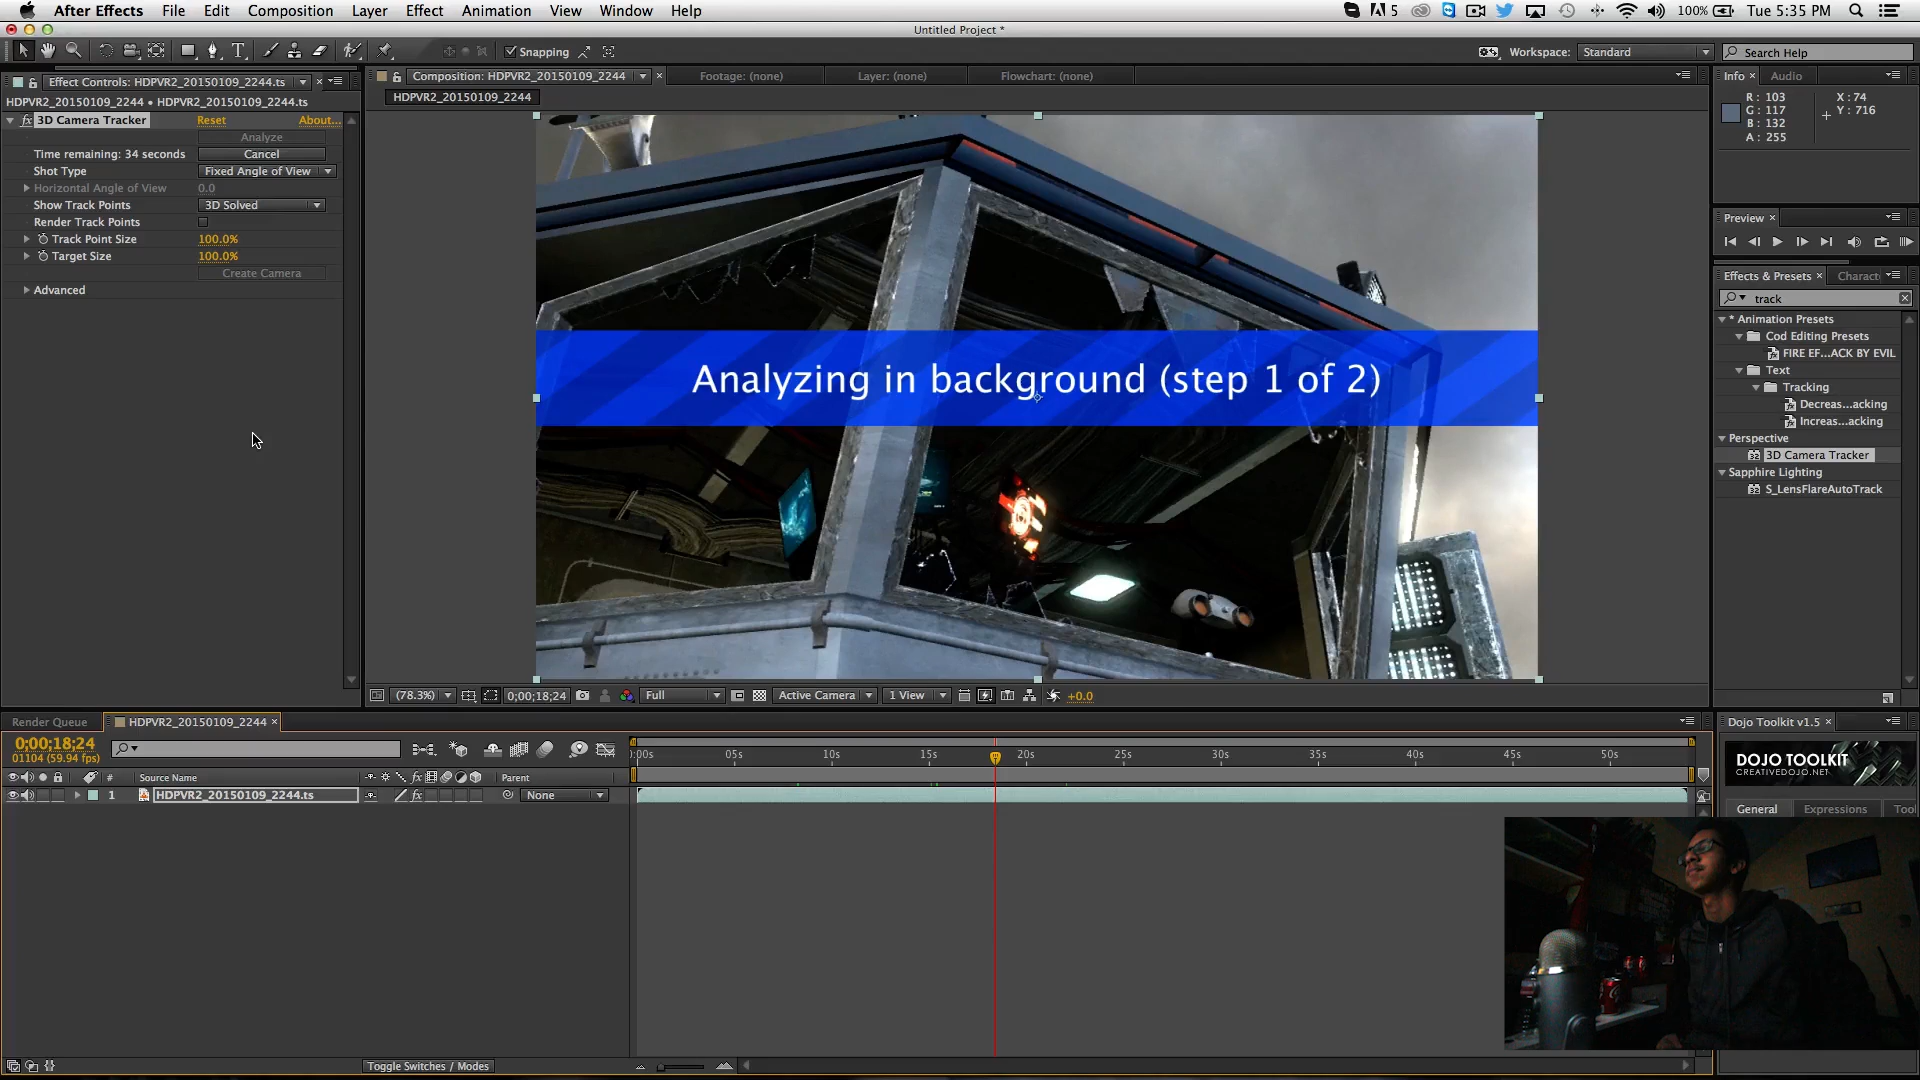 After Effects File Edit Composition Layer Effect Animation View Window Help
5 100% Tue 5:35 PM
Untitled Project *
Snapping
Workspace: Standard Search Help
Effect Controls: HDPVR2_20150109_2244.ts
HDPVR2_20150109_2244 • HDPVR2_20150109_2244.ts
fx 3D Camera Tracker Reset About...
Analyze
Time remaining: 34 seconds Cancel
Shot Type Fixed Angle of View
Horizontal Angle of View 0.0
Show Track Points 3D Solved
Render Track Points
Track Point Size 100.0%
Target Size 100.0%
Create Camera
Advanced
Composition: HDPVR2_20150109_2244 Footage: (none) Layer: (none) Flowchart: (none)
HDPVR2_20150109_2244
Analyzing in background (step 1 of 2)
(78.3%) 0;00;18;24 Full Active Camera 1 View +0.0
Info Audio
R: 103 X: 74
G: 117 Y: 716
B: 132
A: 255
Preview
Effects & Presets Charact
track
* Animation Presets
Cod Editing Presets
FIRE EF...ACK BY EVIL
Text
Tracking
Decreas...acking
Increas...acking
Perspective
3D Camera Tracker
Sapphire Lighting
S_LensFlareAutoTrack
Render Queue HDPVR2_20150109_2244
0;00;18;24
01104 (59.94 fps)
# Source Name fx Parent
1 HDPVR2_20150109_2244.ts fx None
:00s 05s 10s 15s 20s 25s 30s 35s 40s 45s 50s
Toggle Switches / Modes
Dojo Toolkit v1.5
DOJO TOOLKIT
CREATIVEDOJO.NET
General Expressions Tool